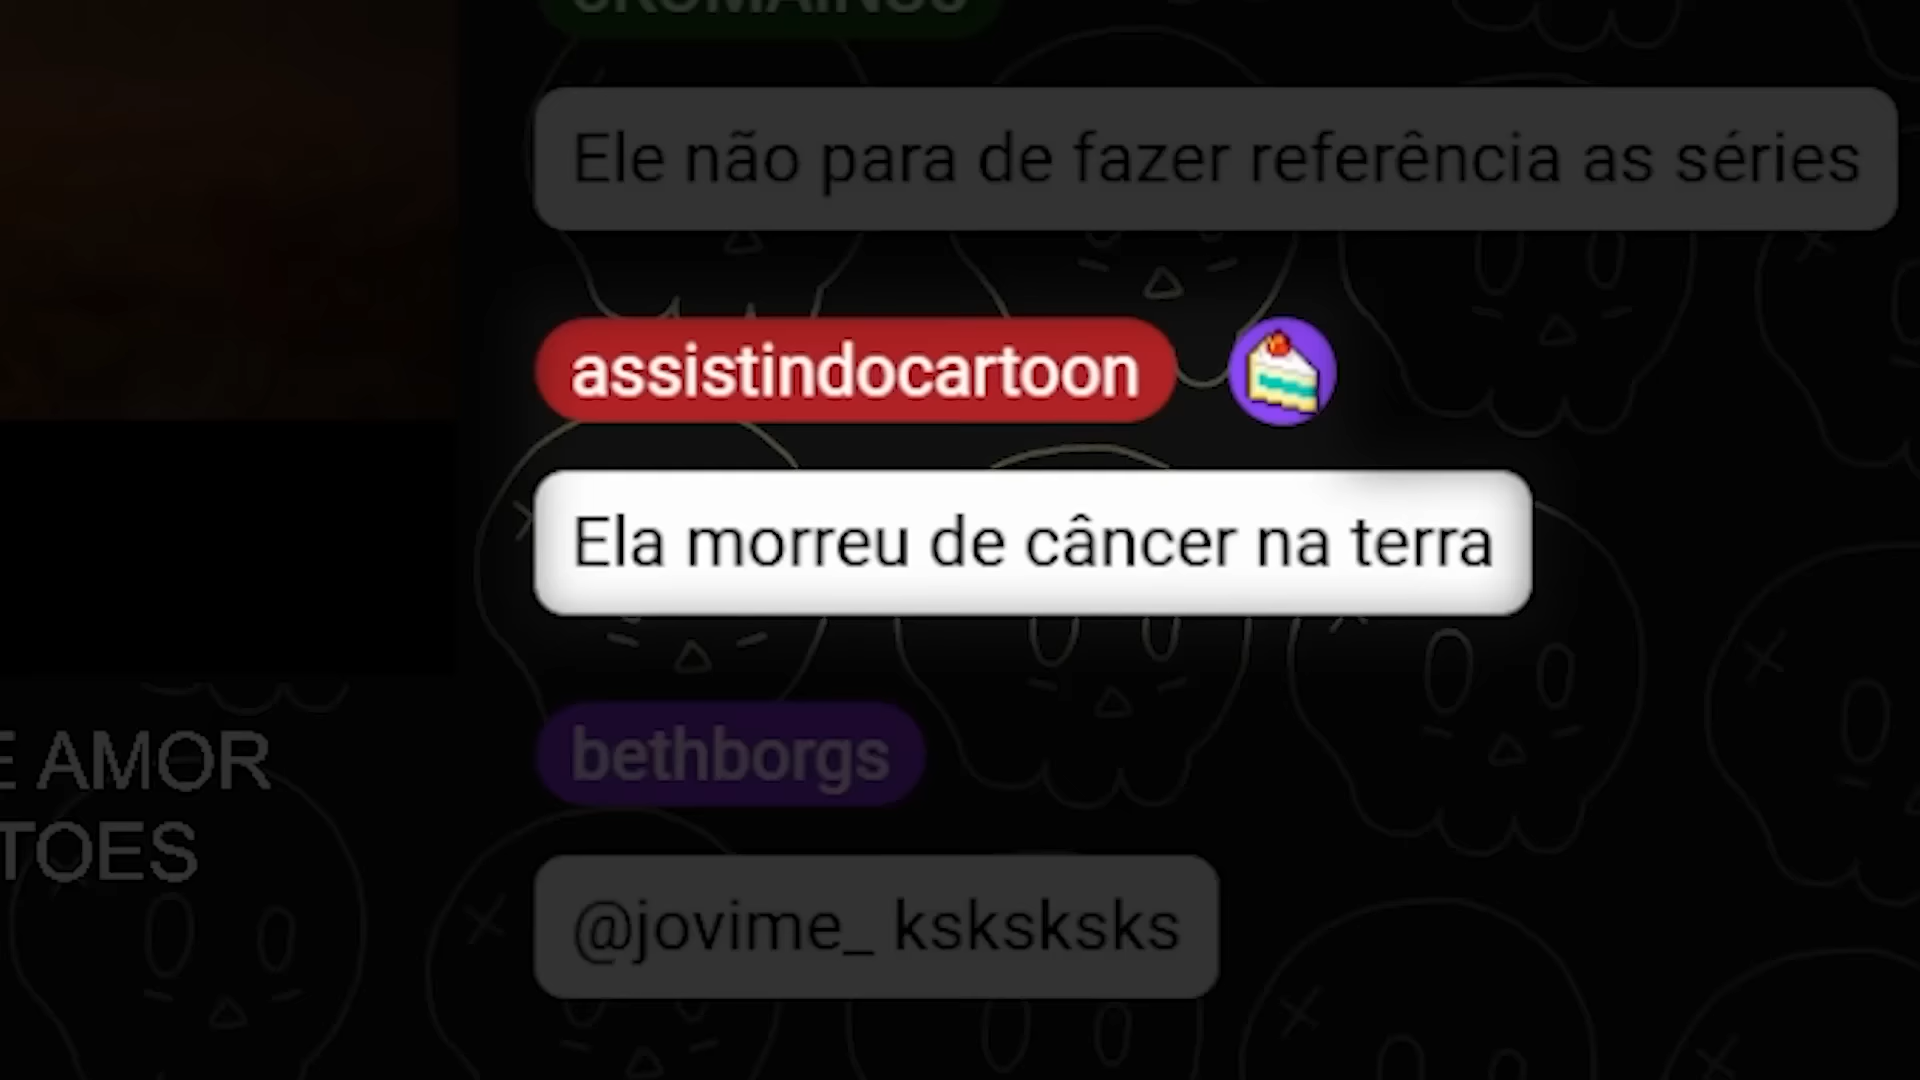 Ele não para de fazer referência as séries
assistindocartoon
Ela morreu de câncer na terra
bethborgs
AMOR
TOES
@jovime_ ksksksks